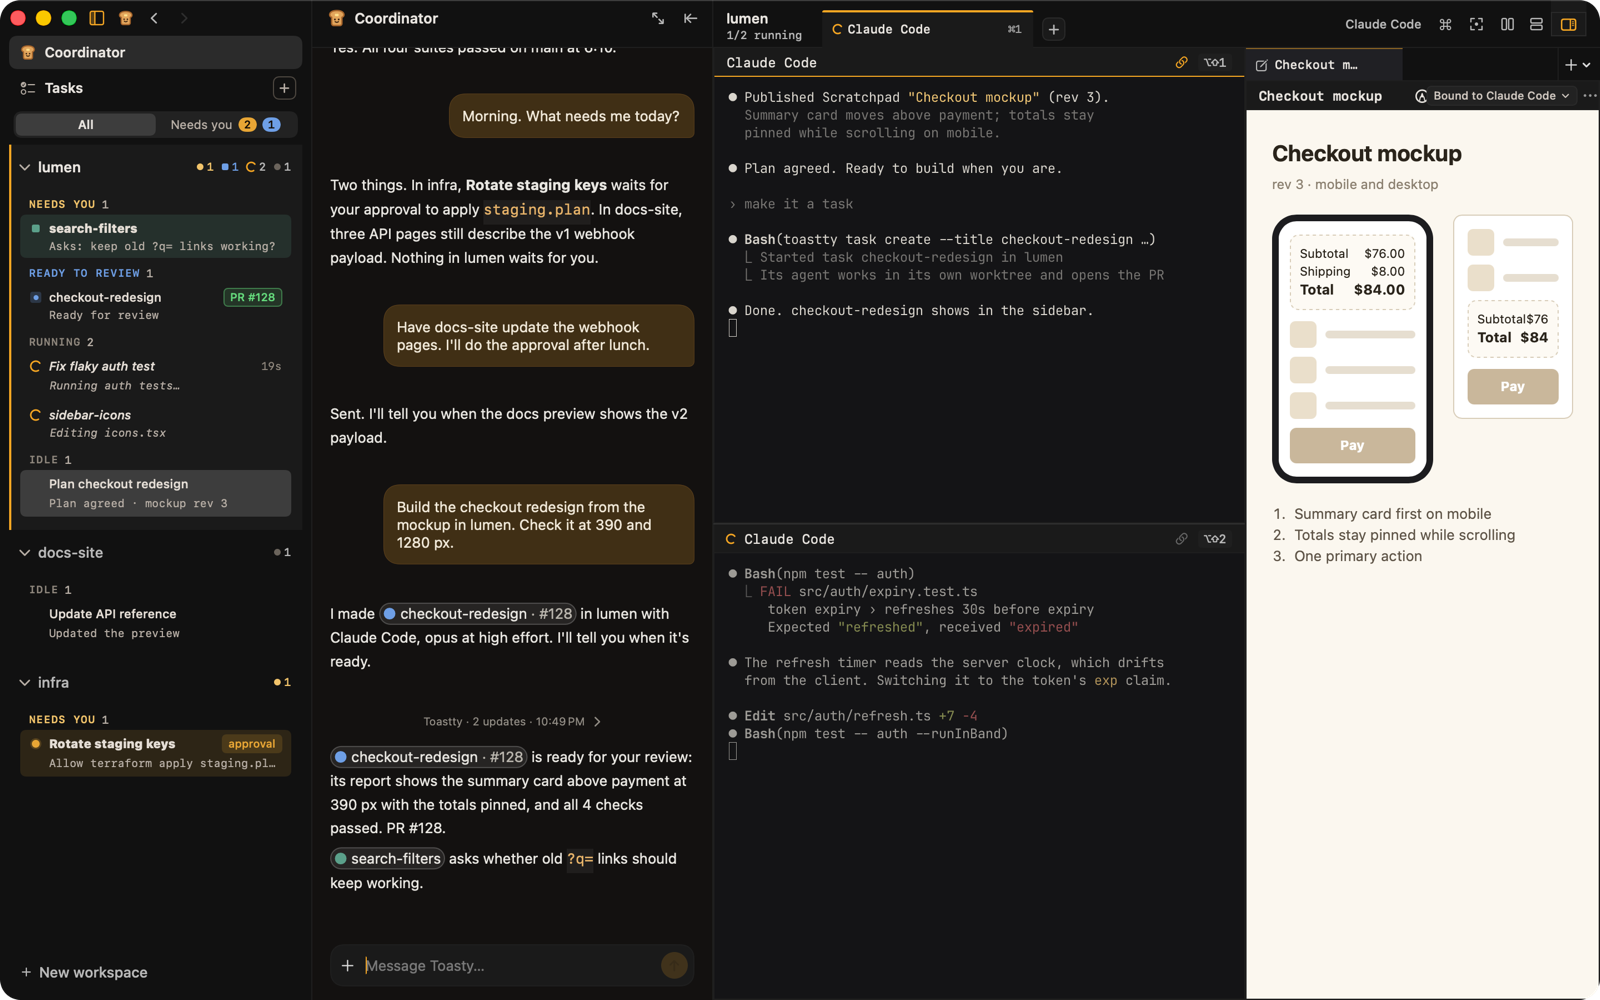 Coordinator
Tasks
All
Needs you 2 1
lumen 1 1 2 1
NEEDS YOU 1
search-filters
Asks: keep old ?q= links working?
READY TO REVIEW 1
checkout-redesign PR #128
Ready for review
RUNNING 2
Fix flaky auth test 19s
Running auth tests…
sidebar-icons
Editing icons.tsx
IDLE 1
Plan checkout redesign
Plan agreed · mockup rev 3
docs-site 1
IDLE 1
Update API reference
Updated the preview
infra 1
NEEDS YOU 1
Rotate staging keys approval
Allow terraform apply staging.pl…
+ New workspace
Coordinator
Yes. All four suites passed on main at 6:10.
Morning. What needs me today?
Two things. In infra, Rotate staging keys waits for
your approval to apply staging.plan. In docs-site,
three API pages still describe the v1 webhook
payload. Nothing in lumen waits for you.
Have docs-site update the webhook
pages. I'll do the approval after lunch.
Sent. I'll tell you when the docs preview shows the v2
payload.
Build the checkout redesign from the
mockup in lumen. Check it at 390 and
1280 px.
I made checkout-redesign · #128 in lumen with
Claude Code, opus at high effort. I'll tell you when it's
ready.
Toastty · 2 updates · 10:49 PM
checkout-redesign · #128 is ready for your review:
its report shows the summary card above payment at
390 px with the totals pinned, and all 4 checks
passed. PR #128.
search-filters asks whether old ?q= links should
keep working.
Message Toasty...
lumen
1/2 running
Claude Code ⌘1
Claude Code
Claude Code ⌥⇧1
Published Scratchpad "Checkout mockup" (rev 3).
Summary card moves above payment; totals stay
pinned while scrolling on mobile.
Plan agreed. Ready to build when you are.
› make it a task
Bash(toastty task create --title checkout-redesign …)
Started task checkout-redesign in lumen
Its agent works in its own worktree and opens the PR
Done. checkout-redesign shows in the sidebar.
Claude Code ⌥⇧2
Bash(npm test -- auth)
FAIL src/auth/expiry.test.ts
token expiry › refreshes 30s before expiry
Expected "refreshed", received "expired"
The refresh timer reads the server clock, which drifts
from the client. Switching it to the token's exp claim.
Edit src/auth/refresh.ts +7 -4
Bash(npm test -- auth --runInBand)
Checkout m…
Checkout mockup Bound to Claude Code
Checkout mockup
rev 3 · mobile and desktop
Subtotal $76.00
Shipping $8.00
Total $84.00
Pay
Subtotal $76
Total $84
Pay
1. Summary card first on mobile
2. Totals stay pinned while scrolling
3. One primary action